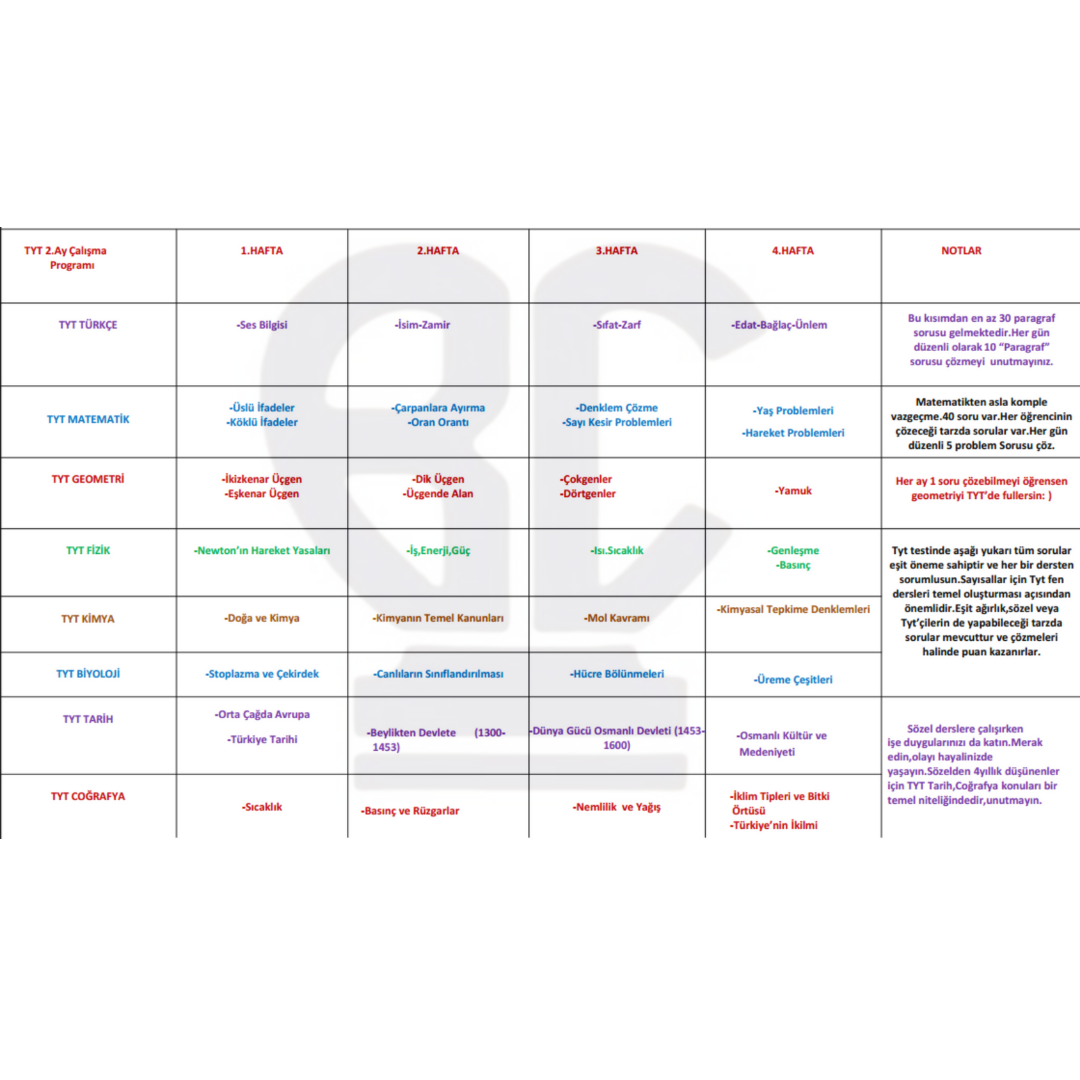 TYT 2.Ay Çalışma
Programı
1.HAFTA
2.HAFTA
3.HAFTA
4.HAFTA
NOTLAR
TYT TÜRKÇE
-Ses Bilgisi
-İsim-Zamir
-Sıfat-Zarf
-Edat-Bağlaç-Ünlem
Bu kısımdan en az 30 paragraf
sorusu gelmektedir.Her gün
düzenli olarak 10 “Paragraf”
sorusu çözmeyi unutmayınız.
TYT MATEMATİK
-Üslü İfadeler
-Köklü İfadeler
-Çarpanlara Ayırma
-Oran Orantı
-Denklem Çözme
-Sayı Kesir Problemleri
-Yaş Problemleri
-Hareket Problemleri
Matematikten asla komple
vazgeçme.40 soru var.Her öğrencinin
çözeceği tarzda sorular var.Her gün
düzenli 5 problem Sorusu çöz.
TYT GEOMETRİ
-İkizkenar Üçgen
-Eşkenar Üçgen
-Dik Üçgen
-Üçgende Alan
-Çokgenler
-Dörtgenler
-Yamuk
Her ay 1 soru çözebilmeyi öğrensen
geometriyi TYT’de fullersin: )
TYT FİZİK
-Newton’ın Hareket Yasaları
-İş,Enerji,Güç
-Isı.Sıcaklık
-Genleşme
-Basınç
Tyt testinde aşağı yukarı tüm sorular
eşit öneme sahiptir ve her bir dersten
sorumlusun.Sayısallar için Tyt fen
dersleri temel oluşturması açısından
önemlidir.Eşit ağırlık,sözel veya
Tyt’çilerin de yapabileceği tarzda
sorular mevcuttur ve çözmeleri
halinde puan kazanırlar.
TYT KİMYA
-Doğa ve Kimya
-Kimyanın Temel Kanunları
-Mol Kavramı
-Kimyasal Tepkime Denklemleri
TYT BİYOLOJİ
-Stoplazma ve Çekirdek
-Canlıların Sınıflandırılması
-Hücre Bölünmeleri
-Üreme Çeşitleri
TYT TARİH
-Orta Çağda Avrupa
-Türkiye Tarihi
-Beylikten Devlete (1300-
1453)
-Dünya Gücü Osmanlı Devleti (1453-
1600)
-Osmanlı Kültür ve
Medeniyeti
Sözel derslere çalışırken
işe duygularınızı da katın.Merak
edin,olayı hayalinizde
yaşayın.Sözelden 4yıllık düşünenler
için TYT Tarih,Coğrafya konuları bir
temel niteliğindedir,unutmayın.
TYT COĞRAFYA
-Sıcaklık
-Basınç ve Rüzgarlar
-Nemlilik ve Yağış
-İklim Tipleri ve Bitki
Örtüsü
-Türkiye’nin İkilmi